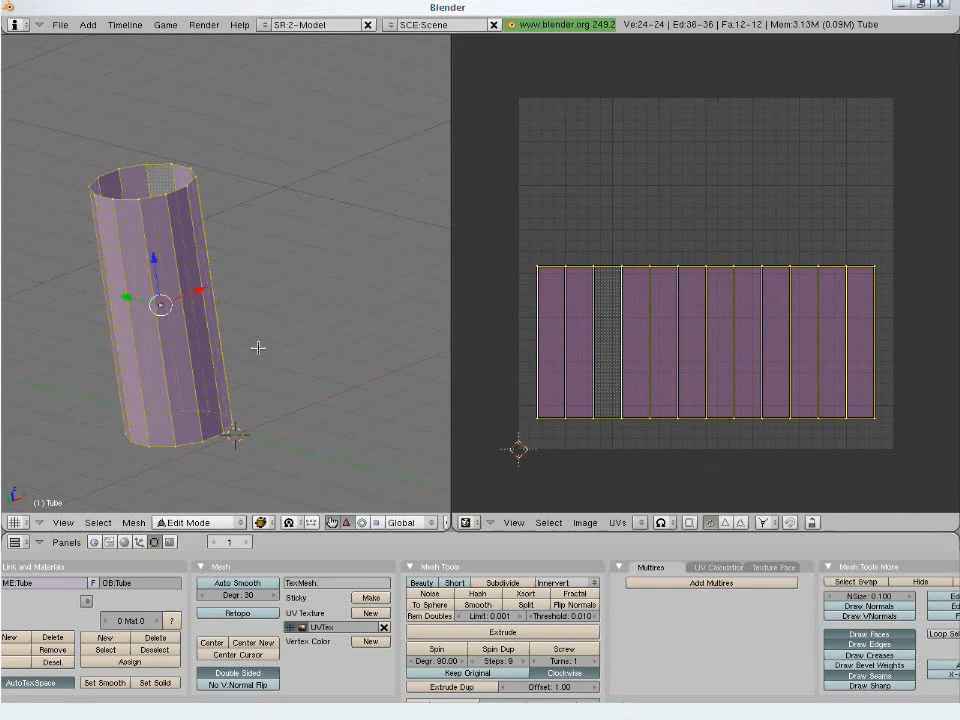 Blender
File Add Timeline Game Render Help SR:2-Model SCE:Scene www.blender.org 249.2 Ve:24-24 | Ed:36-36 | Fa:12-12 | Mem:3.13M (0.09M) Tube
(1) Tube
View Select Mesh Edit Mode Global View Select Image UVs
Panels 1
Link and Materials Mesh Mesh Tools Multires UV Calculation Texture Face Mesh Tools More
ME:Tube F OB:Tube Auto Smooth TexMesh: Beauty Short Subdivide Innervert Add Multires Select Swap Hide
Degr: 30 Sticky Make Noise Hash Xsort Fractal NSize: 0.100
To Sphere Smooth Split Flip Normals Draw Normals
0 Mat 0 ? Retopo UV Texture New Rem Doubles Limit: 0.001 Threshold: 0.010 Draw VNormals
UVTex Extrude Draw Faces Loop Sel
New Delete New Delete Center Center New Vertex Color New Draw Edges
Remove Select Deselect Center Cursor Spin Spin Dup Screw Draw Creases
Desel. Assign Degr: 90.00 Steps: 9 Turns: 1 Draw Bevel Weights
Double Sided Keep Original Clockwise Draw Seams
AutoTexSpace Set Smooth Set Solid No V.Normal Flip Extrude Dup Offset: 1.00 Draw Sharp